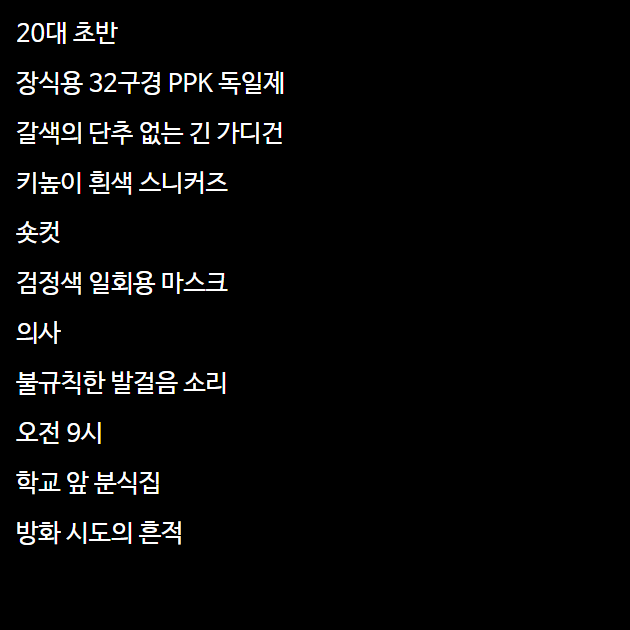 20대 초반
장식용 32구경 PPK 독일제
갈색의 단추 없는 긴 가디건
키높이 흰색 스니커즈
숏컷
검정색 일회용 마스크
의사
불규칙한 발걸음 소리
오전 9시
학교 앞 분식집
방화 시도의 흔적